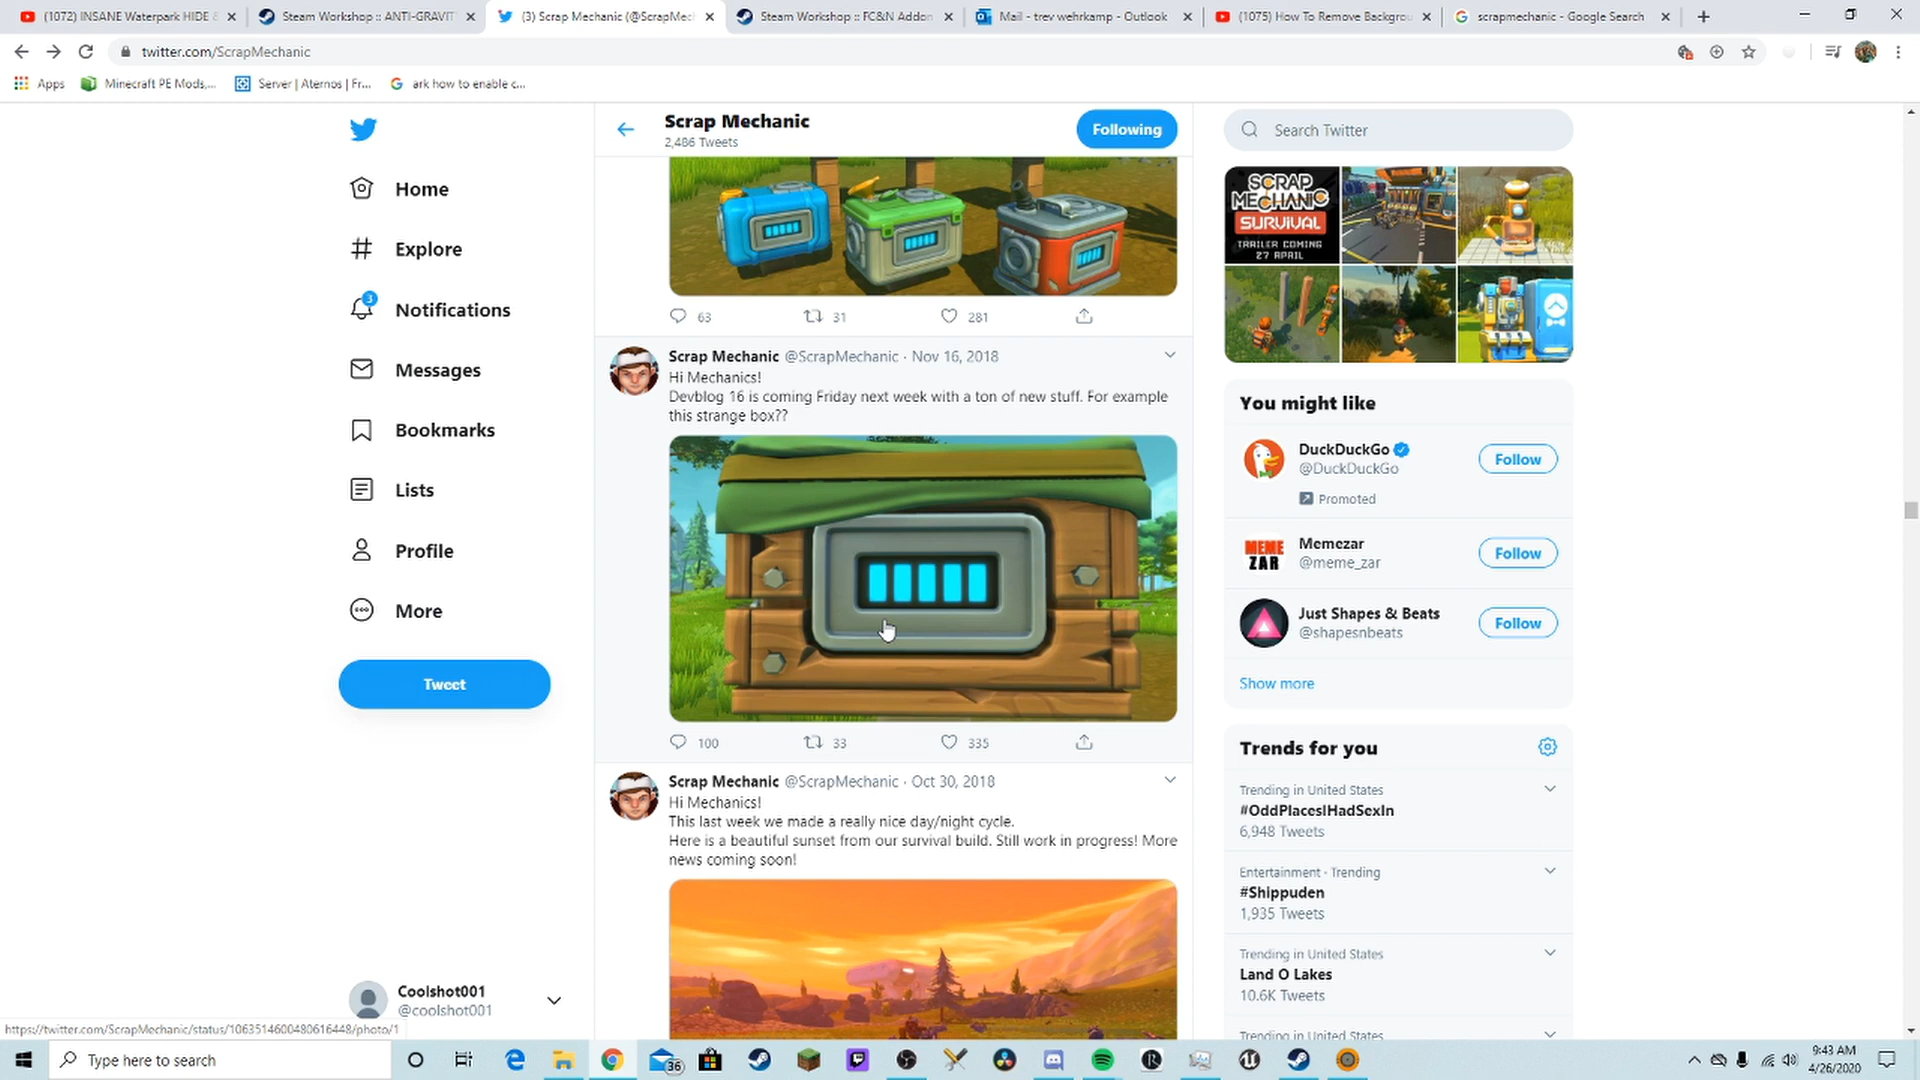 (1072) INSANE Waterpark HIDE &
Steam Workshop :: ANTI-GRAVIT
(3) Scrap Mechanic (@ScrapMec
Steam Workshop :: FC&N Addon
Mail - trev wehrkamp - Outlook
(1075) How To Remove Backgrou
scrapmechanic - Google Search
twitter.com/ScrapMechanic
Apps
Minecraft PE Mods,...
Server | Aternos | Fr...
ark how to enable c...
Home
Explore
3
Notifications
Messages
Bookmarks
Lists
Profile
More
Tweet
Coolshot001
@coolshot001
https://twitter.com/ScrapMechanic/status/1063514600480616448/photo/1
Scrap Mechanic
2,486 Tweets
Following
63
31
281
Scrap Mechanic @ScrapMechanic · Nov 16, 2018
Hi Mechanics!
Devblog 16 is coming Friday next week with a ton of new stuff. For example
this strange box??
100
33
335
Scrap Mechanic @ScrapMechanic · Oct 30, 2018
Hi Mechanics!
This last week we made a really nice day/night cycle.
Here is a beautiful sunset from our survival build. Still work in progress! More
news coming soon!
Search Twitter
SCRAP
MECHANIC
SURVIVAL
TRAILER COMING
27 APRIL
You might like
DuckDuckGo
@DuckDuckGo
Follow
Promoted
Memezar
@meme_zar
Follow
MEME
ZAR
Just Shapes & Beats
@shapesnbeats
Follow
Show more
Trends for you
Trending in United States
#OddPlacesIHadSexIn
6,948 Tweets
Entertainment · Trending
#Shippuden
1,935 Tweets
Trending in United States
Land O Lakes
10.6K Tweets
Trending in United States
Type here to search
36
9:43 AM
4/26/2020